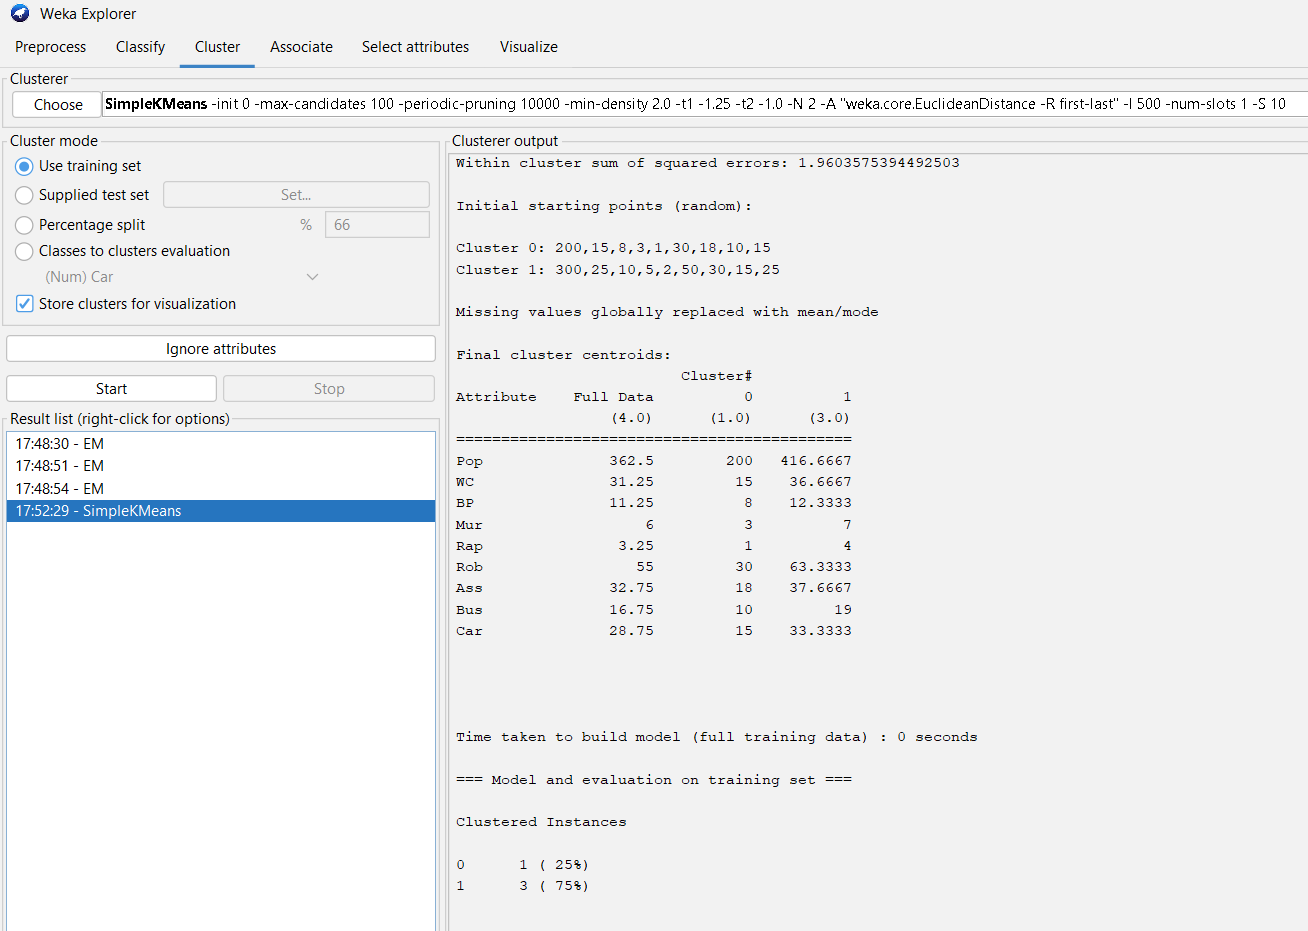 Weka Explorer
Preprocess Classify Cluster Associate Select attributes Visualize
Clusterer
Choose SimpleKMeans -init 0 -max-candidates 100 -periodic-pruning 10000 -min-density 2.0 -t1 -1.25 -t2 -1.0 -N 2 -A "weka.core.EuclideanDistance -R first-last" -I 500 -num-slots 1 -S 10
Cluster mode
Use training set
Supplied test set Set...
Percentage split % 66
Classes to clusters evaluation
(Num) Car
Store clusters for visualization
Ignore attributes
Start Stop
Result list (right-click for options)
17:48:30 - EM
17:48:51 - EM
17:48:54 - EM
17:52:29 - SimpleKMeans
Clusterer output
Within cluster sum of squared errors: 1.9603575394492503
Initial starting points (random):
Cluster 0: 200,15,8,3,1,30,18,10,15
Cluster 1: 300,25,10,5,2,50,30,15,25
Missing values globally replaced with mean/mode
Final cluster centroids:
Cluster#
Attribute Full Data 0 1
(4.0) (1.0) (3.0)
============================================
Pop 362.5 200 416.6667
WC 31.25 15 36.6667
BP 11.25 8 12.3333
Mur 6 3 7
Rap 3.25 1 4
Rob 55 30 63.3333
Ass 32.75 18 37.6667
Bus 16.75 10 19
Car 28.75 15 33.3333
Time taken to build model (full training data) : 0 seconds
=== Model and evaluation on training set ===
Clustered Instances
0 1 ( 25%)
1 3 ( 75%)